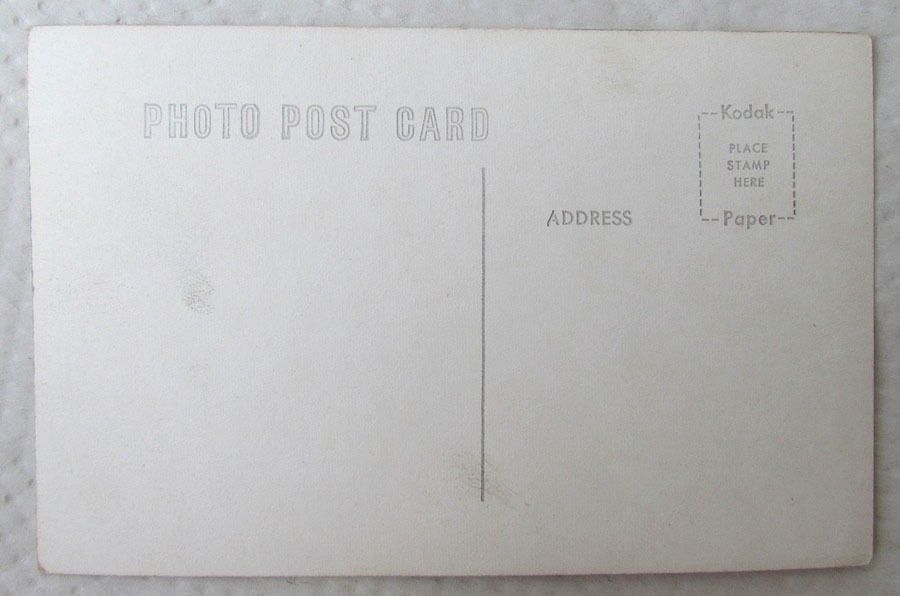 PHOTO POST CARD
Kodak
PLACE
STAMP
HERE
Paper
ADDRESS